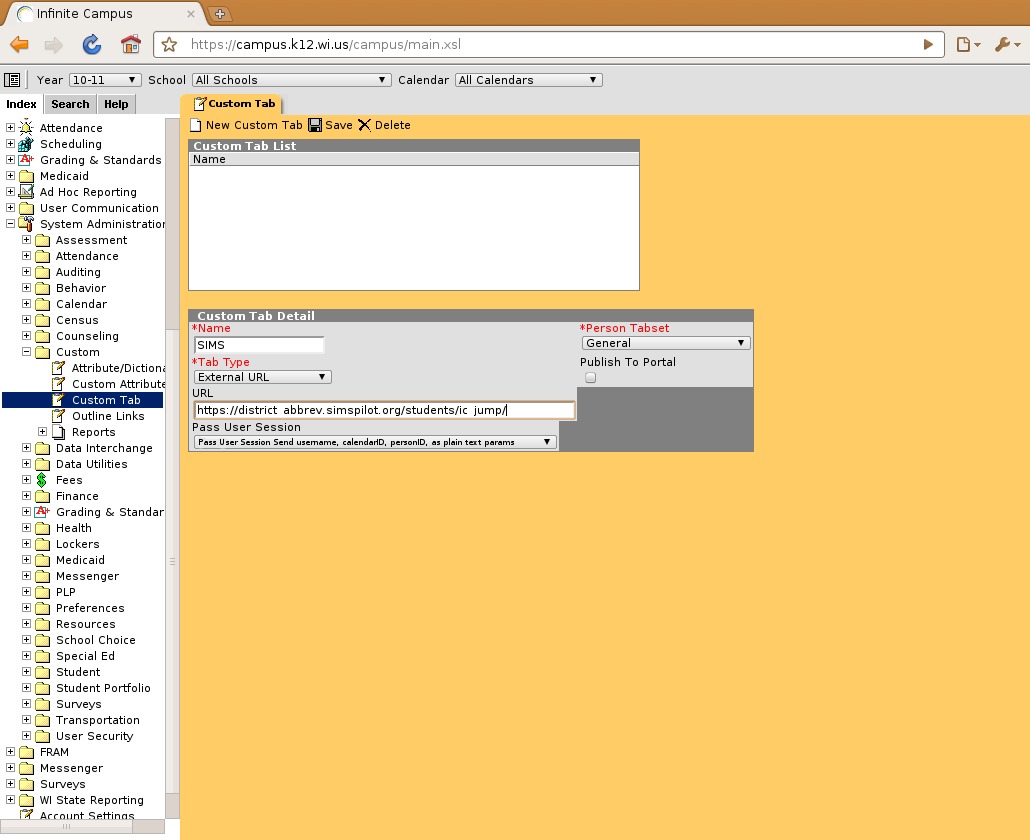 Infinite Campus
https://campus.k12.wi.us/campus/main.xsl
Year 10-11 School All Schools Calendar All Calendars
Index Search Help
Attendance
Scheduling
Grading & Standards
Medicaid
Ad Hoc Reporting
User Communication
System Administration
Assessment
Attendance
Auditing
Behavior
Calendar
Census
Counseling
Custom
Attribute/Dictiona
Custom Attribute
Custom Tab
Outline Links
Reports
Data Interchange
Data Utilities
Fees
Finance
Grading & Standar
Health
Lockers
Medicaid
Messenger
PLP
Preferences
Resources
School Choice
Special Ed
Student
Student Portfolio
Surveys
Transportation
User Security
FRAM
Messenger
Surveys
WI State Reporting
Account Settings
Custom Tab
New Custom Tab Save Delete
Custom Tab List
Name
Custom Tab Detail
*Name
SIMS
*Person Tabset
General
*Tab Type
External URL
Publish To Portal
URL
https://district_abbrev.simspilot.org/students/ic_jump/
Pass User Session
Pass User Session Send username, calendarID, personID, as plain text params